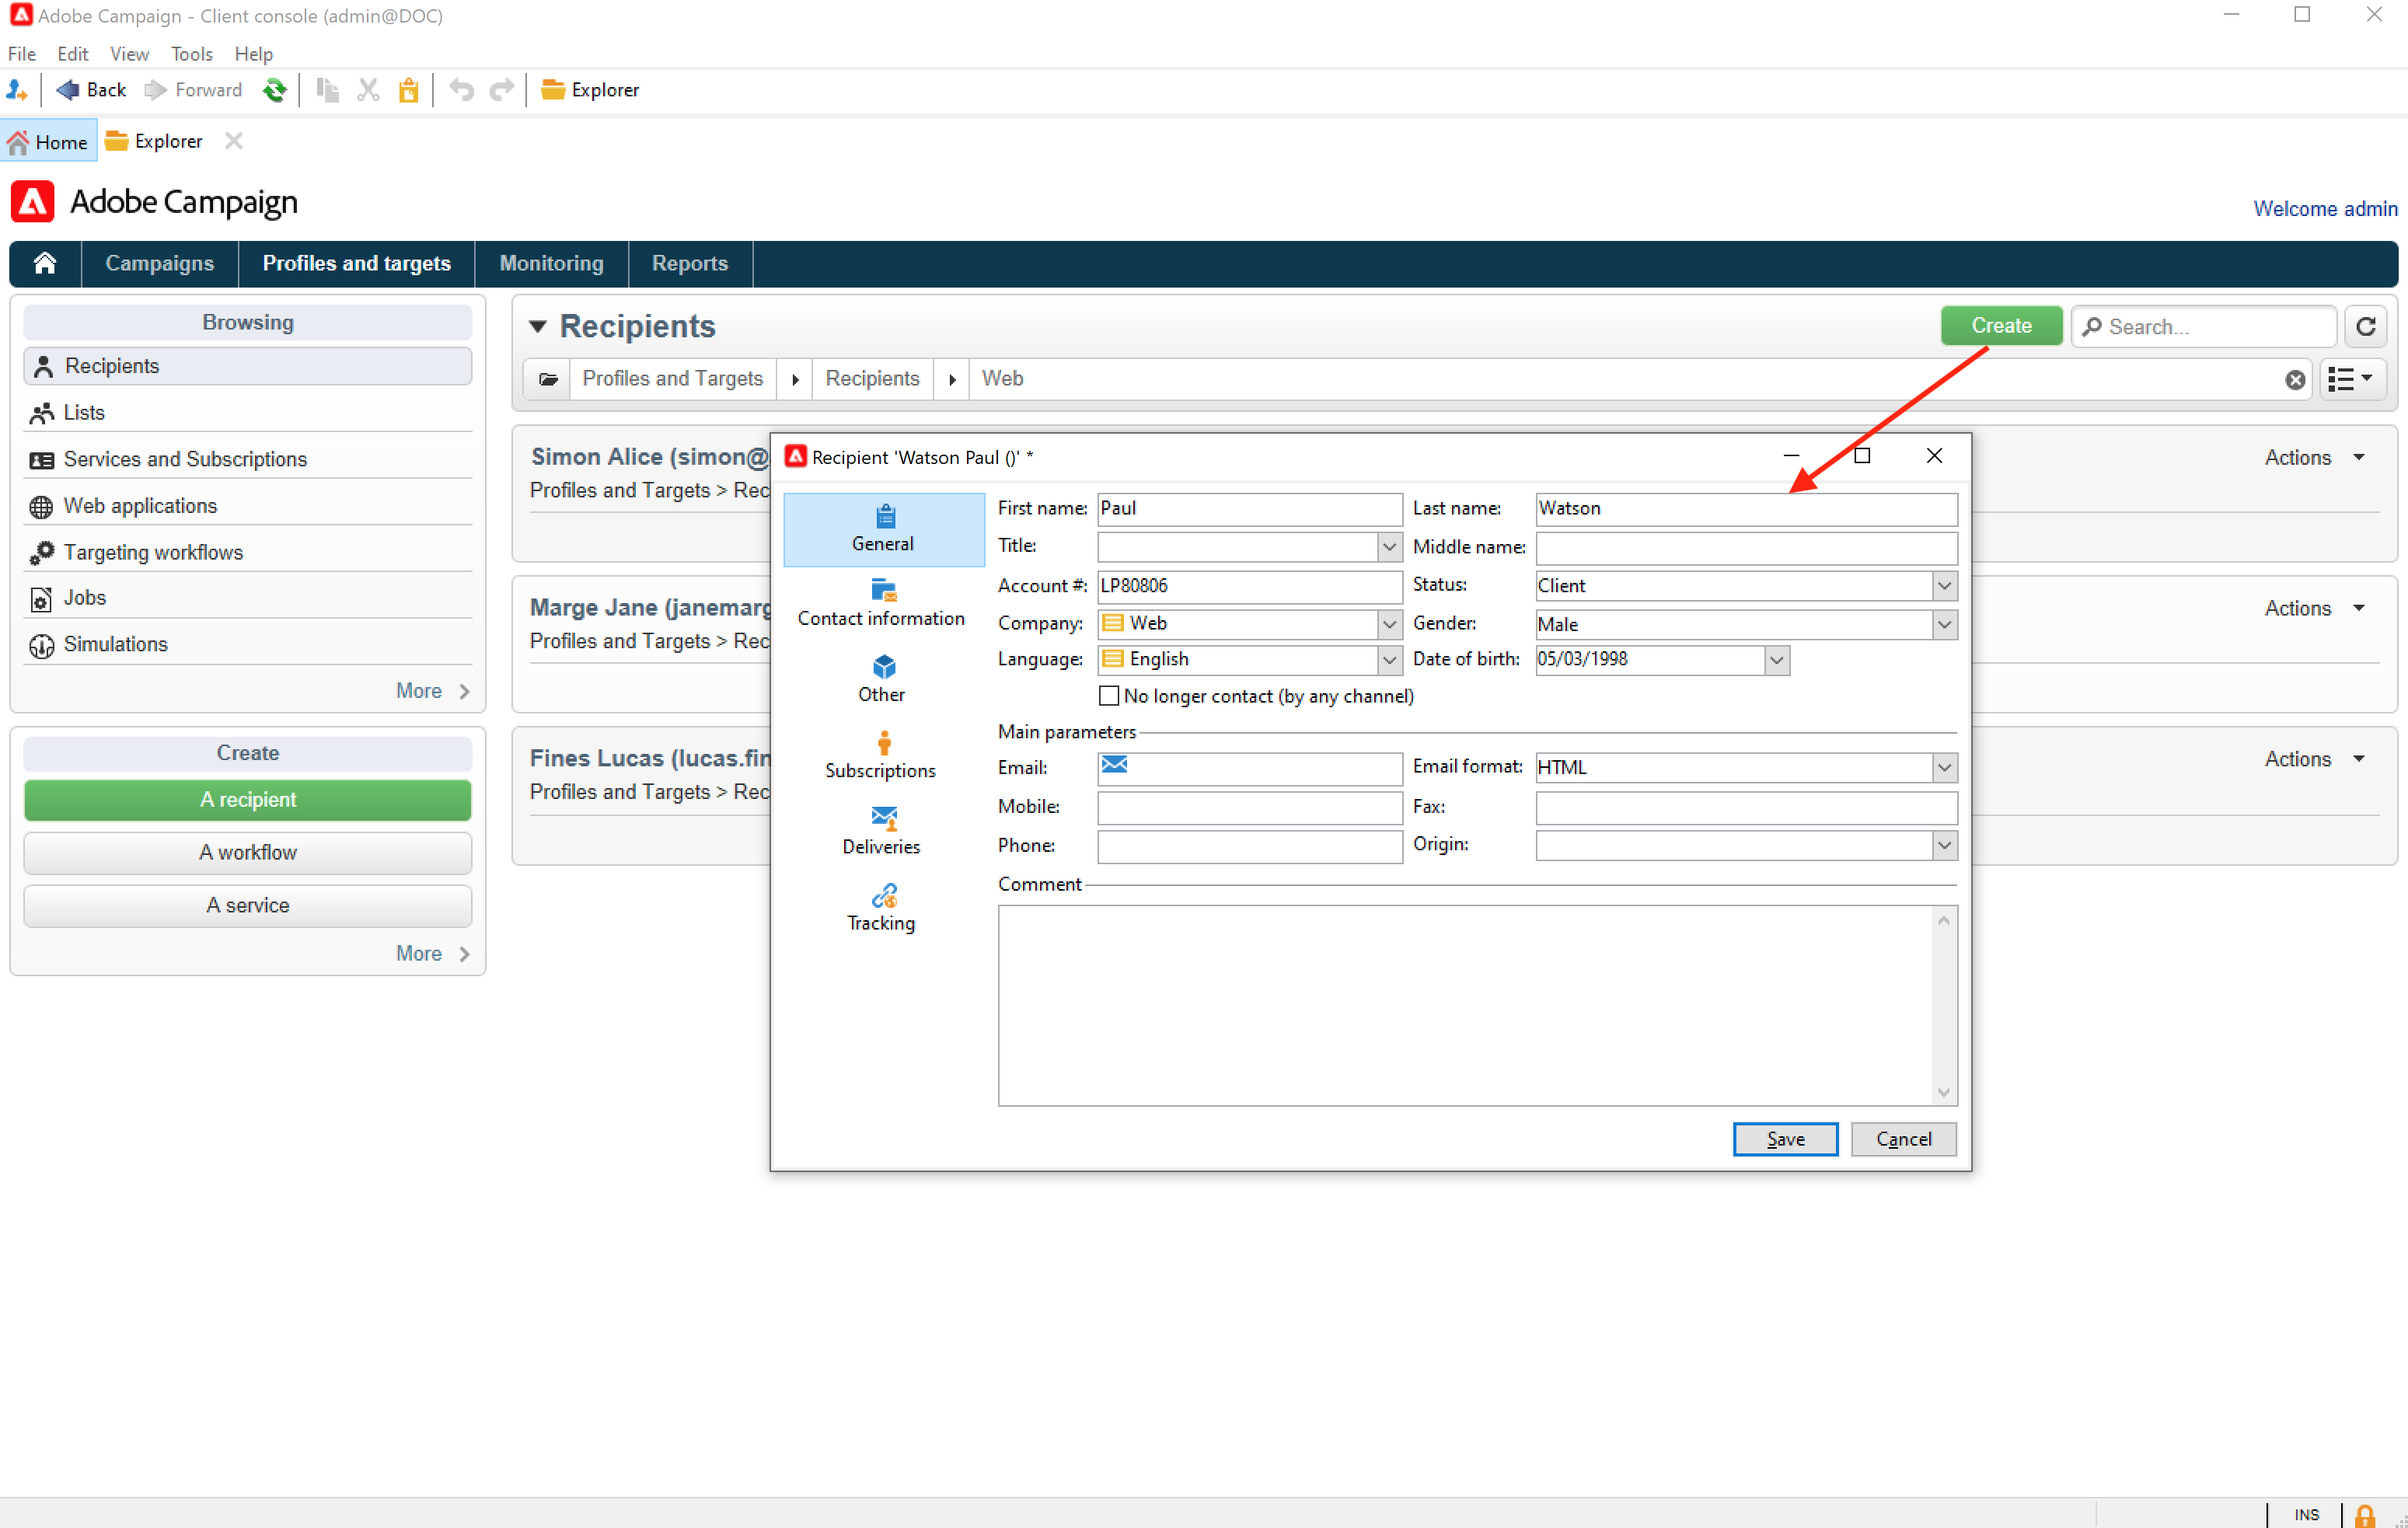 Adobe Campaign - Client console (admin@DOC)
File Edit View Tools Help
Back Forward Explorer
Home Explorer
Adobe Campaign
Welcome admin
Campaigns Profiles and targets Monitoring Reports
Browsing
Recipients
Lists
Services and Subscriptions
Web applications
Targeting workflows
Jobs
Simulations
More
Create
A recipient
A workflow
A service
More
Recipients
Create Search...
Profiles and Targets Recipients Web
Simon Alice (simon@
Profiles and Targets > Rec
Actions
Marge Jane (janemarg
Profiles and Targets > Rec
Actions
Fines Lucas (lucas.fin
Profiles and Targets > Rec
Actions
Recipient 'Watson Paul ()' *
General
Contact information
Other
Subscriptions
Deliveries
Tracking
First name: Paul Last name: Watson
Title: Middle name:
Account #: LP80806 Status: Client
Company: Web Gender: Male
Language: English Date of birth: 05/03/1998
No longer contact (by any channel)
Main parameters
Email: Email format: HTML
Mobile: Fax:
Phone: Origin:
Comment
Save Cancel
INS